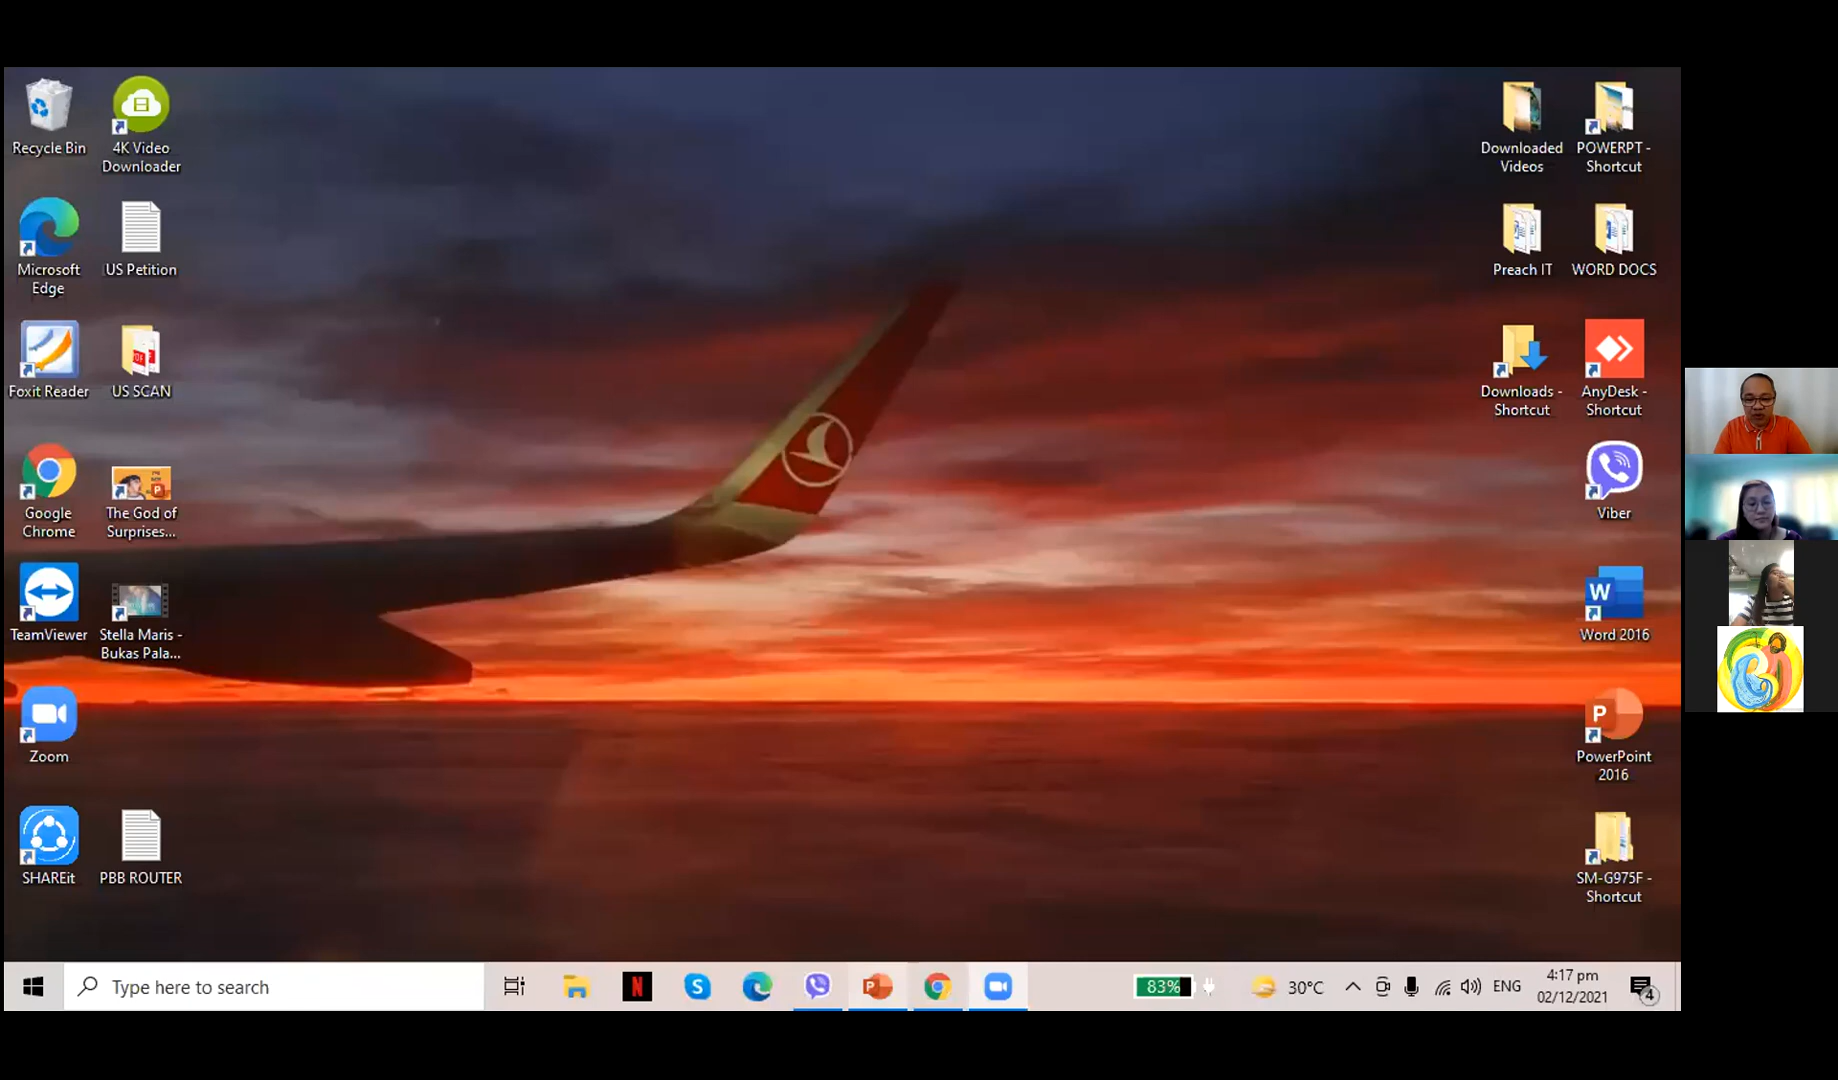 Recycle Bin
4K Video
Downloader
Microsoft
Edge
US Petition
Foxit Reader
US SCAN
Google
Chrome
The God of
Surprises...
TeamViewer
Stella Maris -
Bukas Pala...
Zoom
SHAREit
PBB ROUTER
Downloaded
Videos
POWERPT -
Shortcut
Preach IT
WORD DOCS
Downloads -
Shortcut
AnyDesk -
Shortcut
Viber
W
Word 2016
P
PowerPoint
2016
SM-G975F -
Shortcut
Type here to search
N
S
P
83%
30°C
ENG
4:17 pm
02/12/2021
4